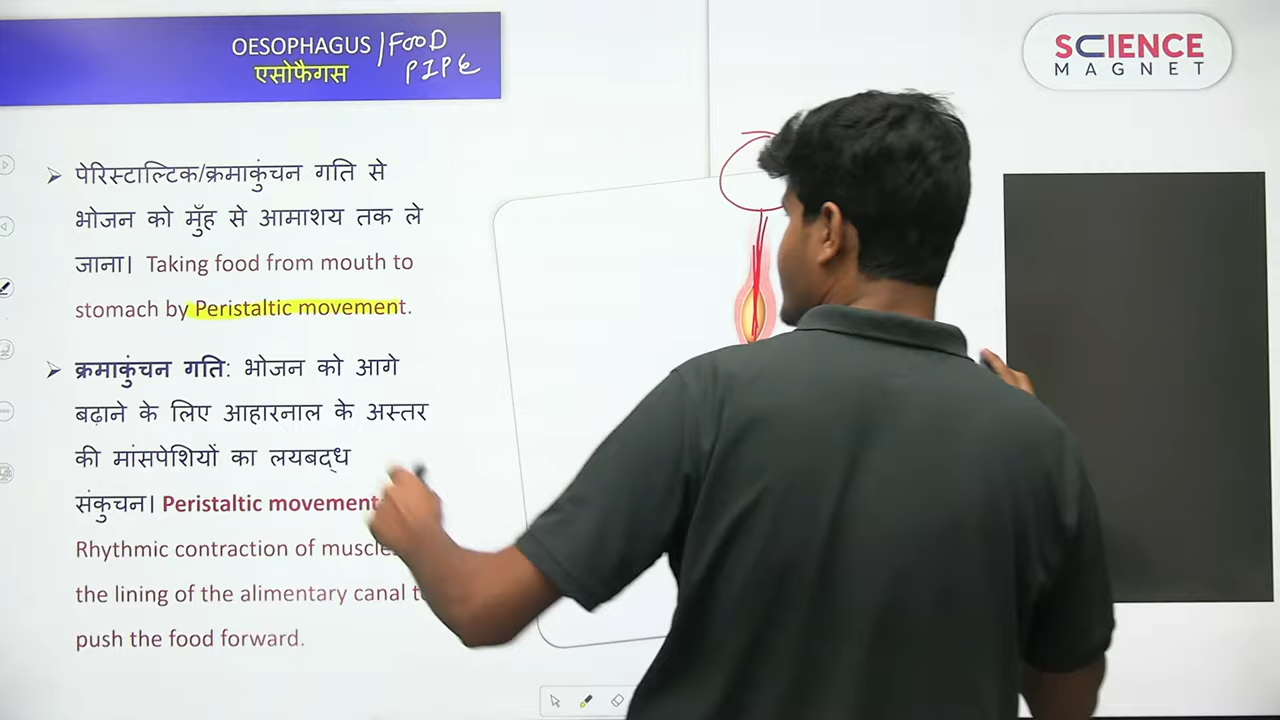 OESOPHAGUS / FOOD
PIPE
एसोफैगस
SCIENCE
MAGNET
➢ पेरिस्टाल्टिक/क्रमाकुंचन गति से
भोजन को मुँह से आमाशय तक ले
जाना। Taking food from mouth to
stomach by Peristaltic movement.
➢ क्रमाकुंचन गति: भोजन को आगे
बढ़ाने के लिए आहारनाल के अस्तर
की मांसपेशियों का लयबद्ध
संकुचन। Peristaltic movement
Rhythmic contraction of muscles
the lining of the alimentary canal
push the food forward.